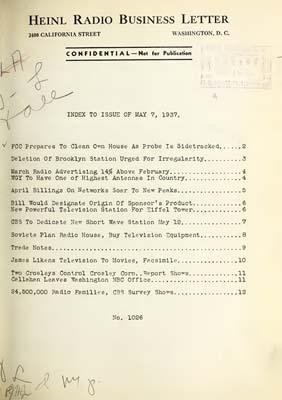 HEINL RADIO BUSINESS LETTER
2400 CALIFORNIA STREET WASHINGTON, D. C.
CONFIDENTIAL—Not for Publication
INDEX TO ISSUE OF MAY 7, 1937.
FCC Prepares To Clean Own House As Probe Is Sidetracked.....2
Deletion Of Brooklyn Station Urged For Irregularity.........3
March Radio Advertising 14% Above February..................4
WGY To Have One of Highest Antennas In Country..............4
April Billings On Networks Soar To New Peaks................5
Bill Would Designate Origin Of Sponsor's Product............6
New Powerful Television Station For Eiffel Tower............6
CBS To Dedicate New Short Wave Station May 12...............7
Soviets Plan Radio House, Buy Television Equipment..........8
Trade Notes.................................................9
James Likens Television To Movies, Facsimile...............10
Two Crosleys Control Crosley Corp., Report Shows...........11
Callahan Leaves Washington NBC Office......................11
24,500,000 Radio Families, CBS Survey Shows................12
No. 1026